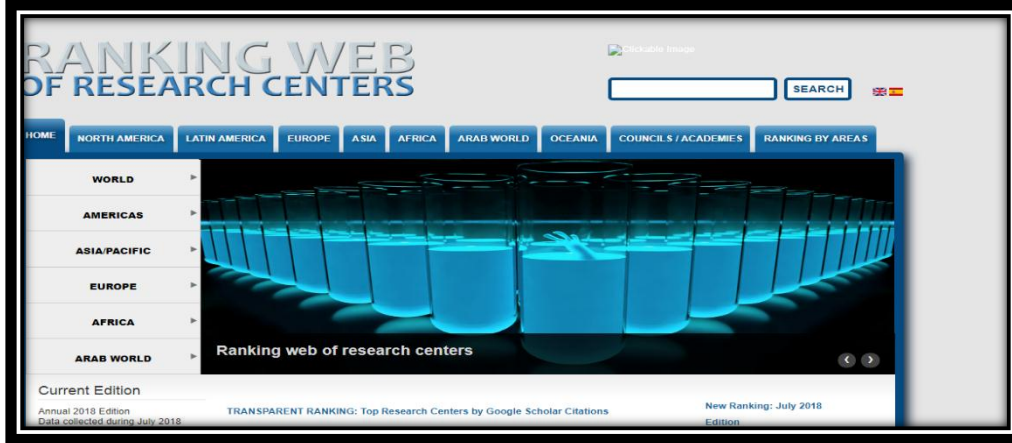 RANKING WEB
OF RESEARCH CENTERS
Clickable Image
SEARCH
HOME
NORTH AMERICA
LATIN AMERICA
EUROPE
ASIA
AFRICA
ARAB WORLD
OCEANIA
COUNCILS / ACADEMIES
RANKING BY AREAS
WORLD
AMERICAS
ASIA/PACIFIC
EUROPE
AFRICA
ARAB WORLD
Ranking web of research centers
Current Edition
Annual 2018 Edition
Data collected during July 2018
TRANSPARENT RANKING: Top Research Centers by Google Scholar Citations
New Ranking: July 2018
Edition